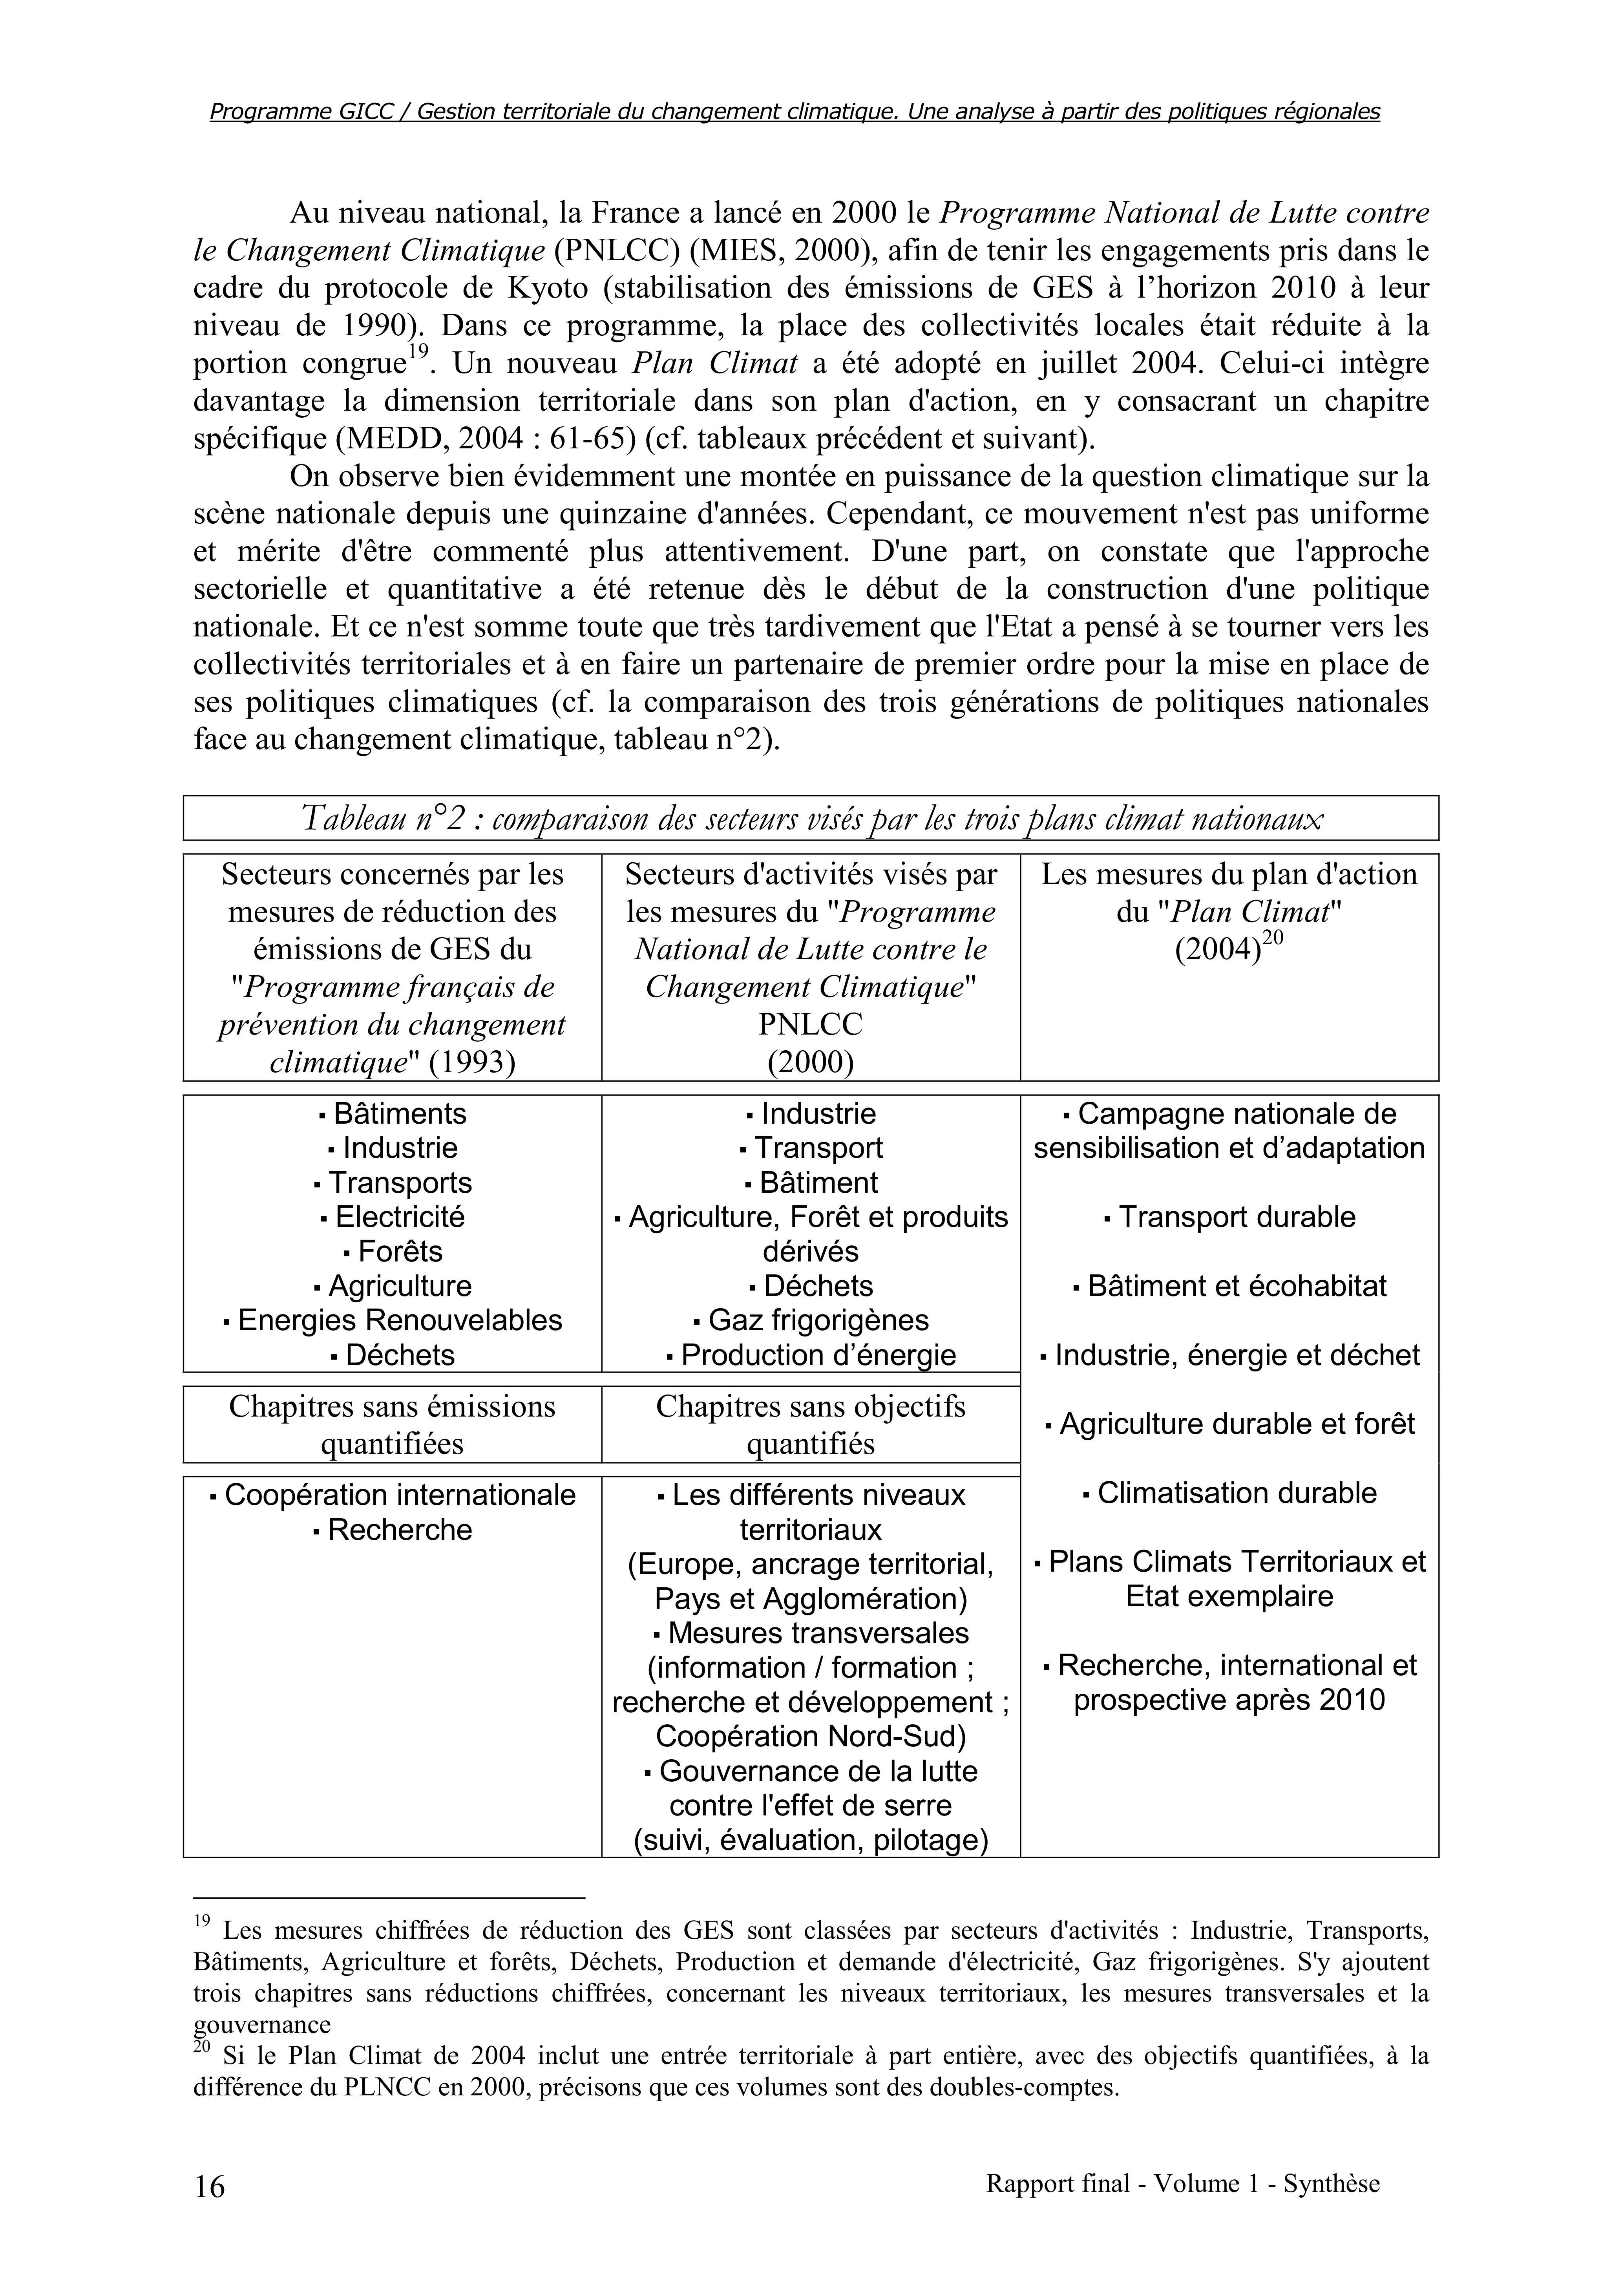 Programme GICC / Gestion territoriale du changement climatique. Une analyse à partir des politiques régionales
Au niveau national, la France a lancé en 2000 le Programme National de Lutte contre
le Changement Climatique (PNLCC) (MIES, 2000), afin de tenir les engagements pris dans le
cadre du protocole de Kyoto (stabilisation des émissions de GES à l’horizon 2010 à leur
niveau de 1990). Dans ce programme, la place des collectivités locales était réduite à la
portion congrue19. Un nouveau Plan Climat a été adopté en juillet 2004. Celui-ci intègre
davantage la dimension territoriale dans son plan d'action, en y consacrant un chapitre
spécifique (MEDD, 2004 : 61-65) (cf. tableaux précédent et suivant).
On observe bien évidemment une montée en puissance de la question climatique sur la
scène nationale depuis une quinzaine d'années. Cependant, ce mouvement n'est pas uniforme
et mérite d'être commenté plus attentivement. D'une part, on constate que l'approche
sectorielle et quantitative a été retenue dès le début de la construction d'une politique
nationale. Et ce n'est somme toute que très tardivement que l'Etat a pensé à se tourner vers les
collectivités territoriales et à en faire un partenaire de premier ordre pour la mise en place de
ses politiques climatiques (cf. la comparaison des trois générations de politiques nationales
face au changement climatique, tableau n°2).
Tableau n°2 : comparaison des secteurs visés par les trois plans climat nationaux
Secteurs concernés par les
mesures de réduction des
émissions de GES du
"Programme français de
prévention du changement
climatique" (1993)
Secteurs d'activités visés par
les mesures du "Programme
National de Lutte contre le
Changement Climatique"
PNLCC
(2000)
Les mesures du plan d'action
du "Plan Climat"
(2004)20
▪ Bâtiments
▪ Industrie
▪ Transports
▪ Electricité
▪ Forêts
▪ Agriculture
▪ Energies Renouvelables
▪ Déchets
▪ Industrie
▪ Transport
▪ Bâtiment
▪ Agriculture, Forêt et produits
dérivés
▪ Déchets
▪ Gaz frigorigènes
▪ Production d’énergie
▪ Campagne nationale de
sensibilisation et d’adaptation
▪ Transport durable
▪ Bâtiment et écohabitat
▪ Industrie, énergie et déchet
▪ Agriculture durable et forêt
▪ Climatisation durable
▪ Plans Climats Territoriaux et
Etat exemplaire
▪ Recherche, international et
prospective après 2010
Chapitres sans émissions
quantifiées
Chapitres sans objectifs
quantifiés
▪ Coopération internationale
▪ Recherche
▪ Les différents niveaux
territoriaux
(Europe, ancrage territorial,
Pays et Agglomération)
▪ Mesures transversales
(information / formation ;
recherche et développement ;
Coopération Nord-Sud)
▪ Gouvernance de la lutte
contre l'effet de serre
(suivi, évaluation, pilotage)
19 Les mesures chiffrées de réduction des GES sont classées par secteurs d'activités : Industrie, Transports,
Bâtiments, Agriculture et forêts, Déchets, Production et demande d'électricité, Gaz frigorigènes. S'y ajoutent
trois chapitres sans réductions chiffrées, concernant les niveaux territoriaux, les mesures transversales et la
gouvernance
20 Si le Plan Climat de 2004 inclut une entrée territoriale à part entière, avec des objectifs quantifiées, à la
différence du PLNCC en 2000, précisons que ces volumes sont des doubles-comptes.
16
Rapport final - Volume 1 - Synthèse